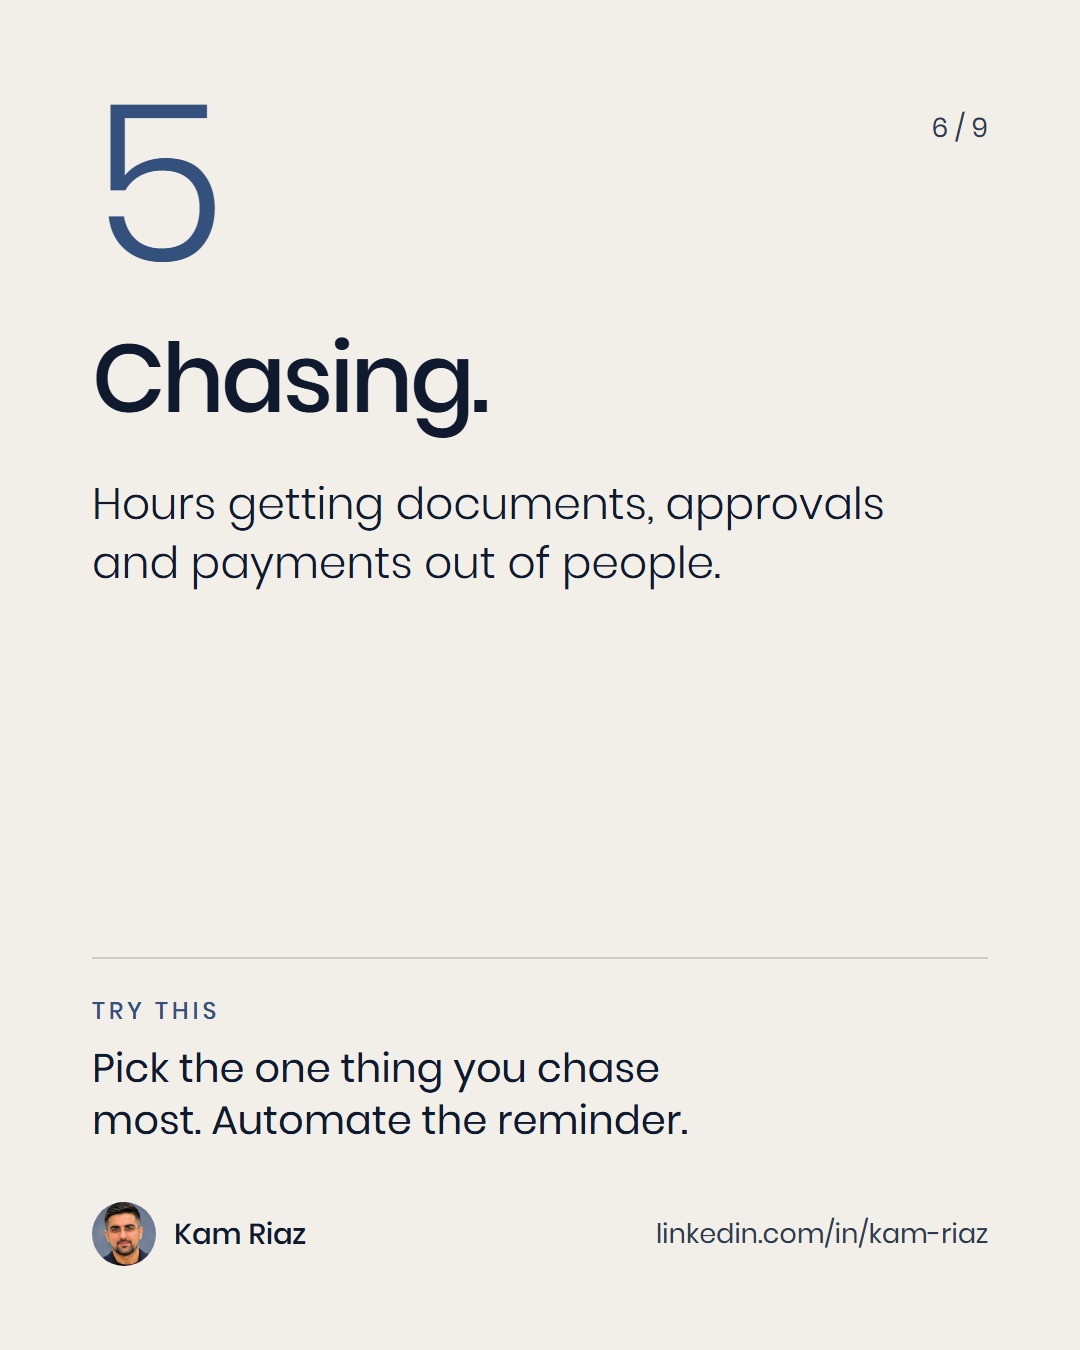 5
6 / 9
Chasing.
Hours getting documents, approvals
and payments out of people.
TRY THIS
Pick the one thing you chase
most. Automate the reminder.
Kam Riaz
linkedin.com/in/kam-riaz